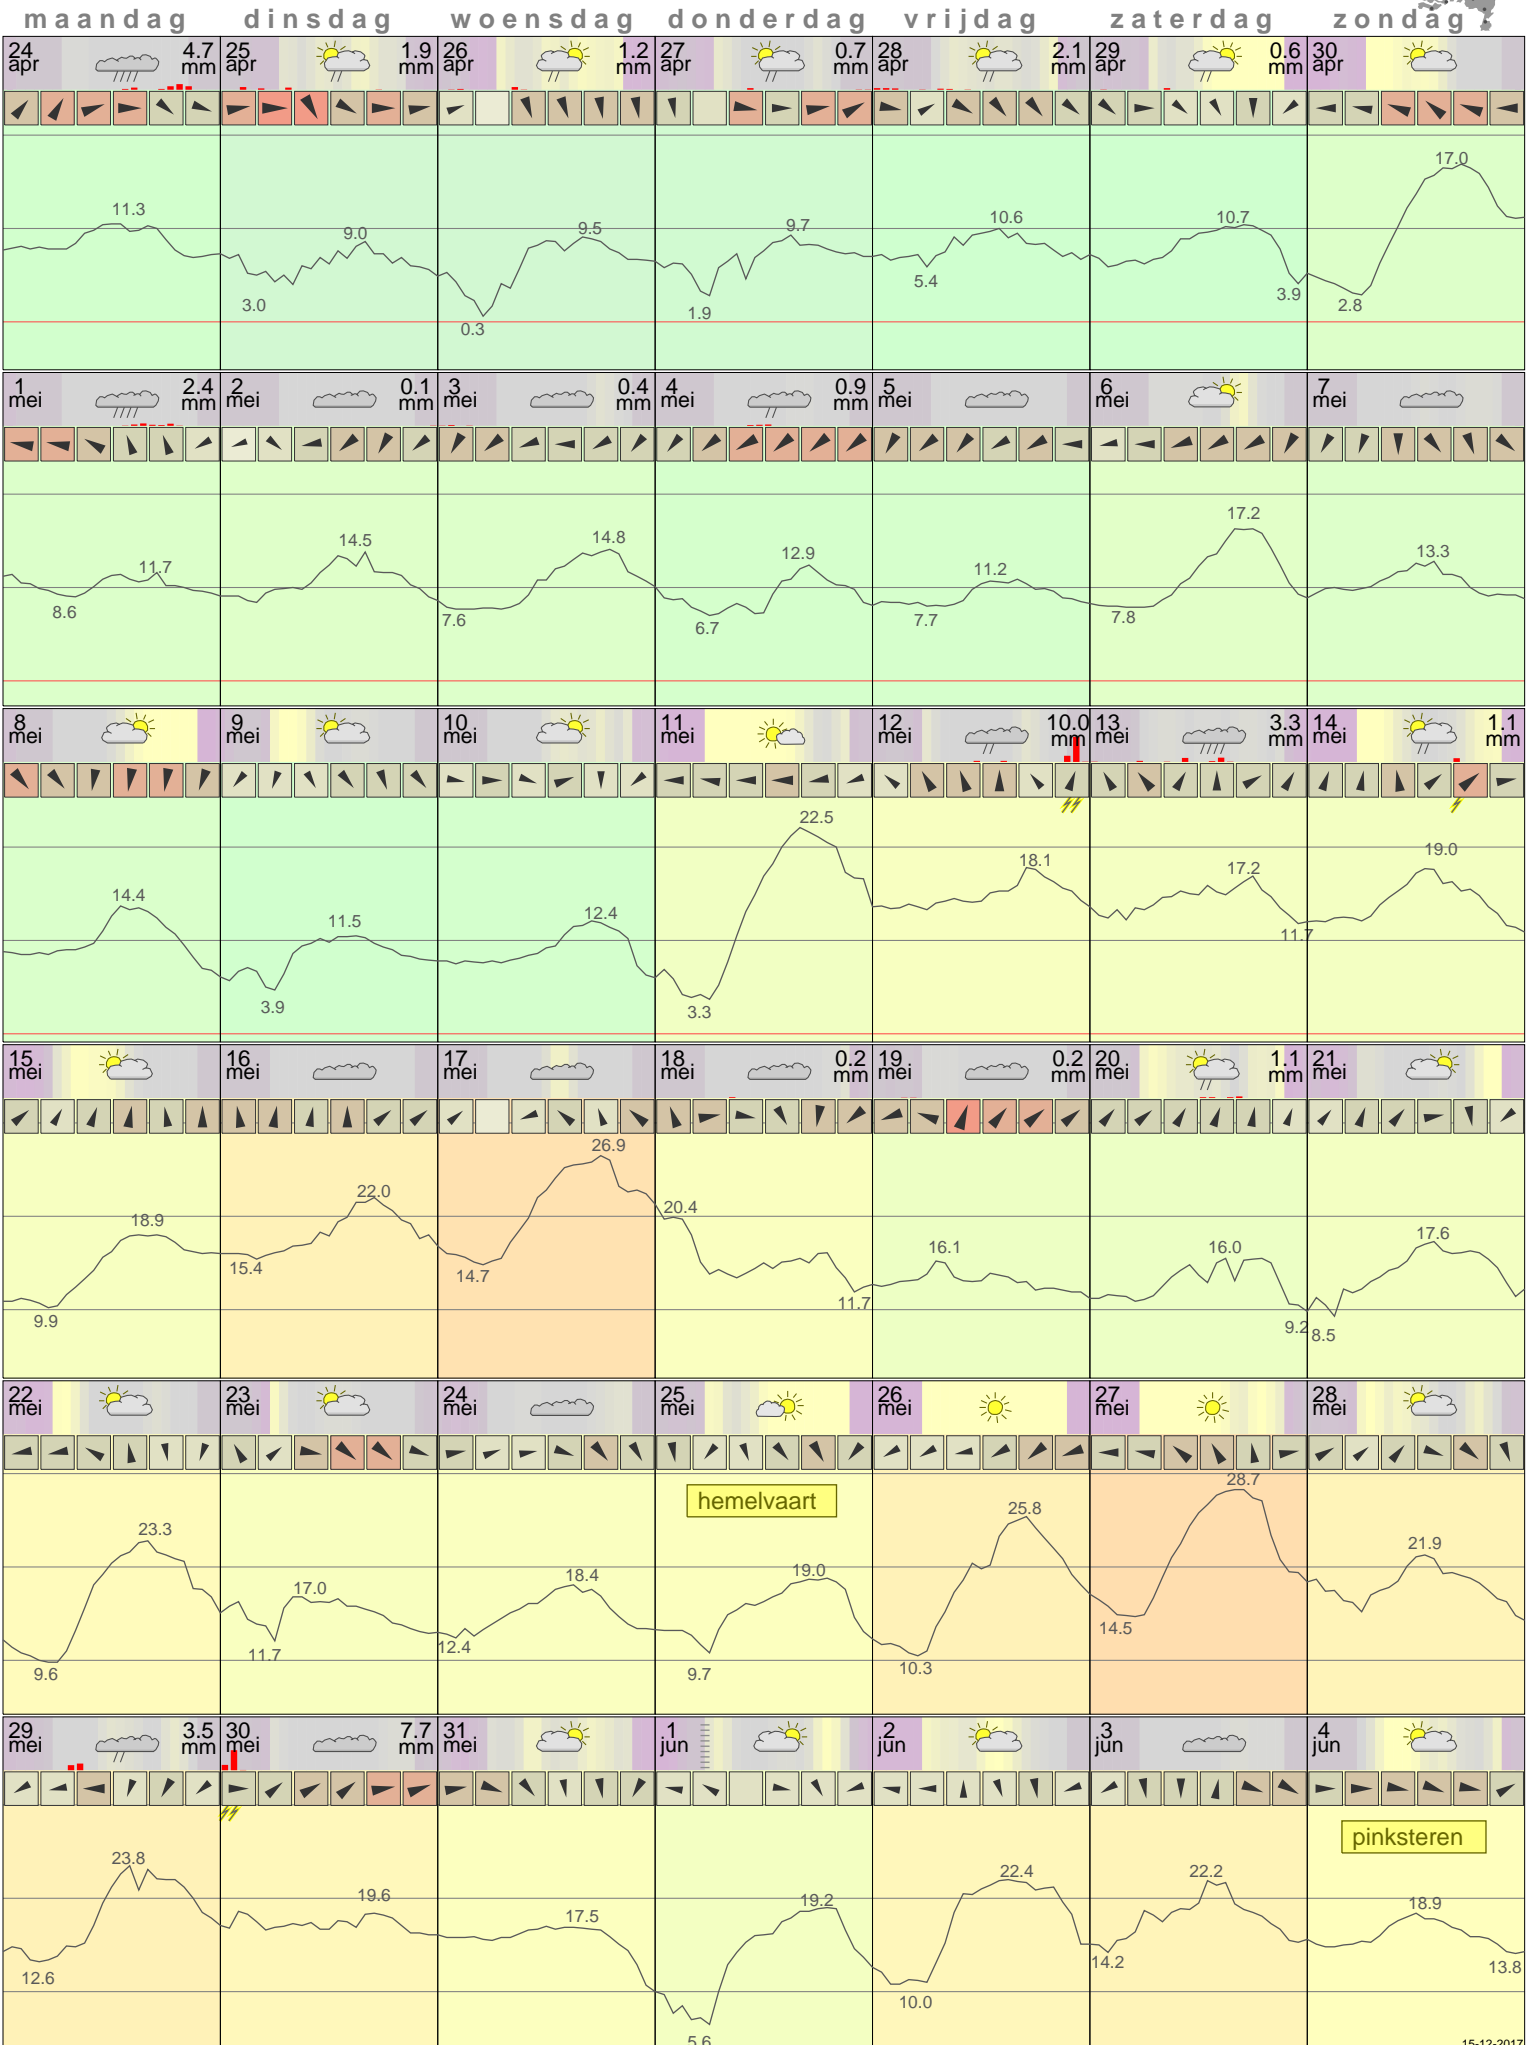 maandag dinsdag woensdag donderdag vrijdag zaterdag zondag
24 apr 4.7 mm 25 apr 1.9 mm 26 apr 1.2 mm 27 apr 0.7 mm 28 apr 2.1 mm 29 apr 0.6 mm 30 apr
17.0
11.3 9.0 9.5 9.7 10.6 10.7
3.0 0.3 1.9 5.4 3.9 2.8
1 mei 2.4 mm 2 mei 0.1 mm 3 mei 0.4 mm 4 mei 0.9 mm 5 mei 6 mei 7 mei
11.7 14.5 14.8 12.9 11.2 17.2 13.3
8.6 7.6 6.7 7.7 7.8
8 mei 9 mei 10 mei 11 mei 12 mei 10.0 mm 13 mei 3.3 mm 14 mei 1.1 mm
14.4 11.5 12.4 22.5 18.1 17.2 19.0
3.9 3.3 11.7
15 mei 16 mei 17 mei 18 mei 0.2 mm 19 mei 0.2 mm 20 mei 1.1 mm 21 mei
18.9 22.0 26.9 20.4 16.1 16.0 17.6
9.9 15.4 14.7 11.7 9.2 8.5
22 mei 23 mei 24 mei 25 mei 26 mei 27 mei 28 mei
hemelvaart
23.3 17.0 18.4 19.0 25.8 28.7 21.9
9.6 11.7 12.4 9.7 10.3 14.5
29 mei 3.5 mm 30 mei 7.7 mm 31 mei 1 jun 2 jun 3 jun 4 jun
pinksteren
23.8 19.6 17.5 19.2 22.4 22.2 18.9
12.6 5.6 10.0 14.2 13.8
15-12-2017